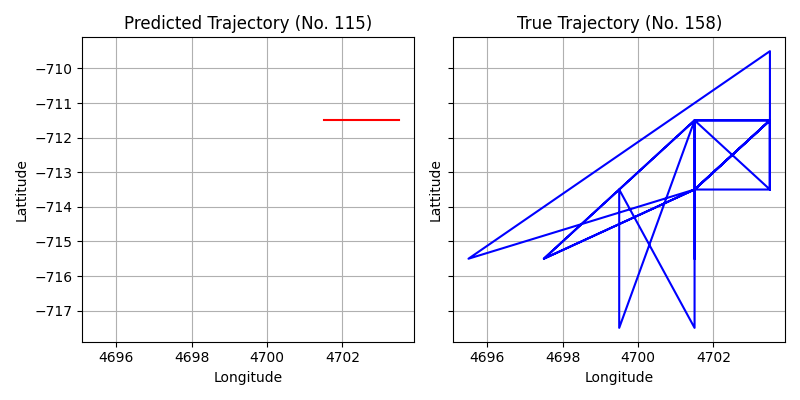 Predicted Trajectory (No. 115)
True Trajectory (No. 158)
−710
−711
−712
−713
−714
−715
−716
−717
Lattitude
Lattitude
4696 4698 4700 4702
4696 4698 4700 4702
Longitude
Longitude